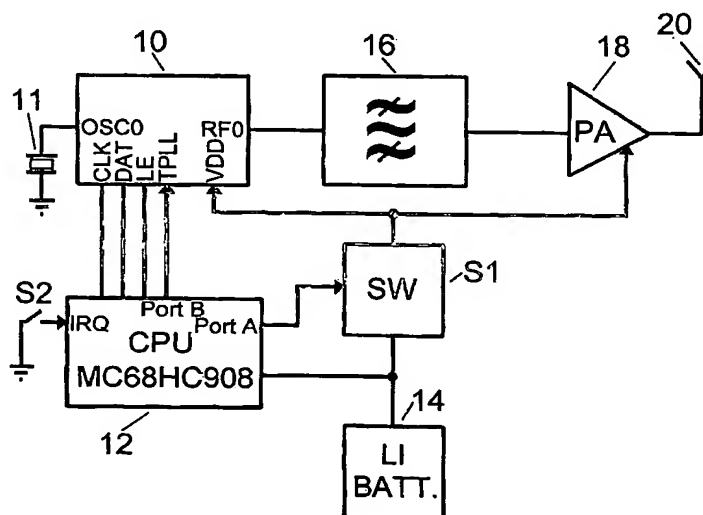 10
16
18
20
11
OSC0
RF0
CLK
DAT
LE
TPLL
VDD
PA
S2
IRQ
Port B
Port A
CPU
MC68HC908
12
SW
S1
14
LI
BATT.